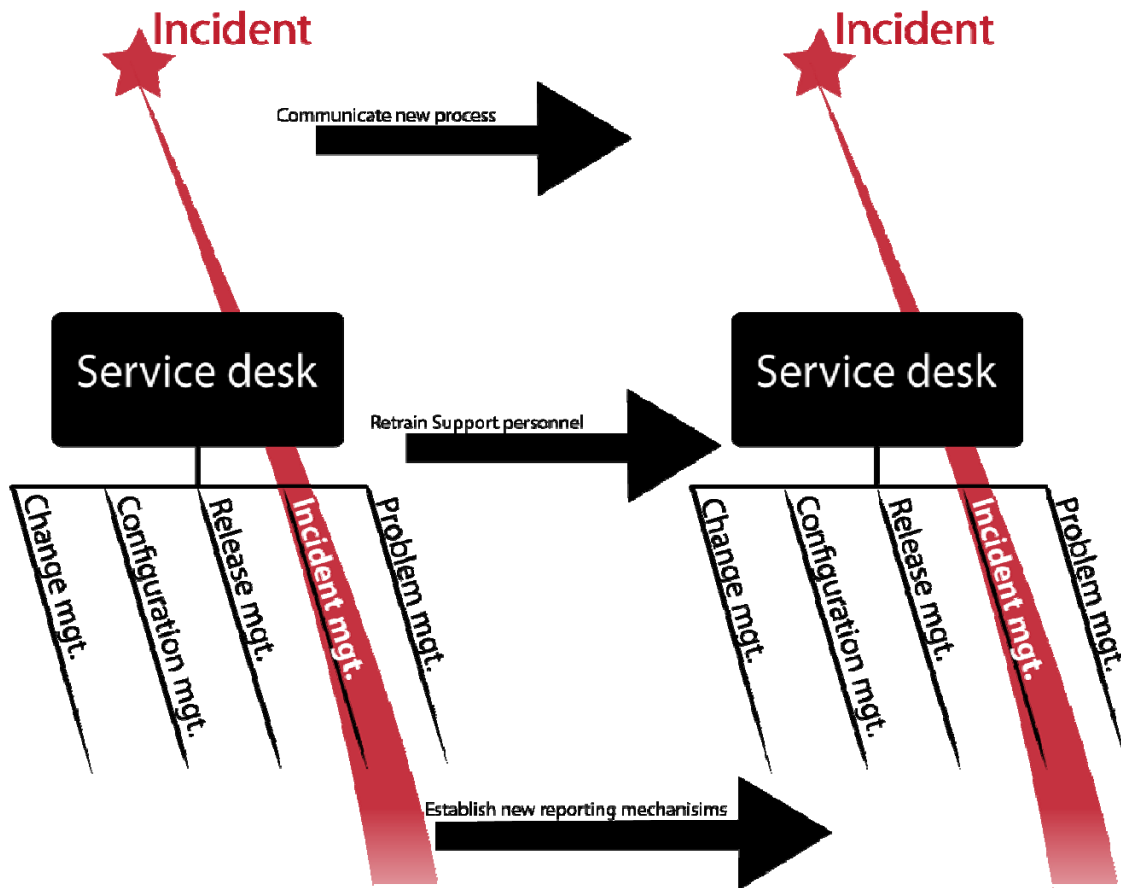 Incident
Incident
Communicate new process
Service desk
Service desk
Retrain Support personnel
Change mgt.
Configuration mgt.
Release mgt.
Incident mgt.
Problem mgt.
Change mgt.
Configuration mgt.
Release mgt.
Incident mgt.
Problem mgt.
Establish new reporting mechanisims